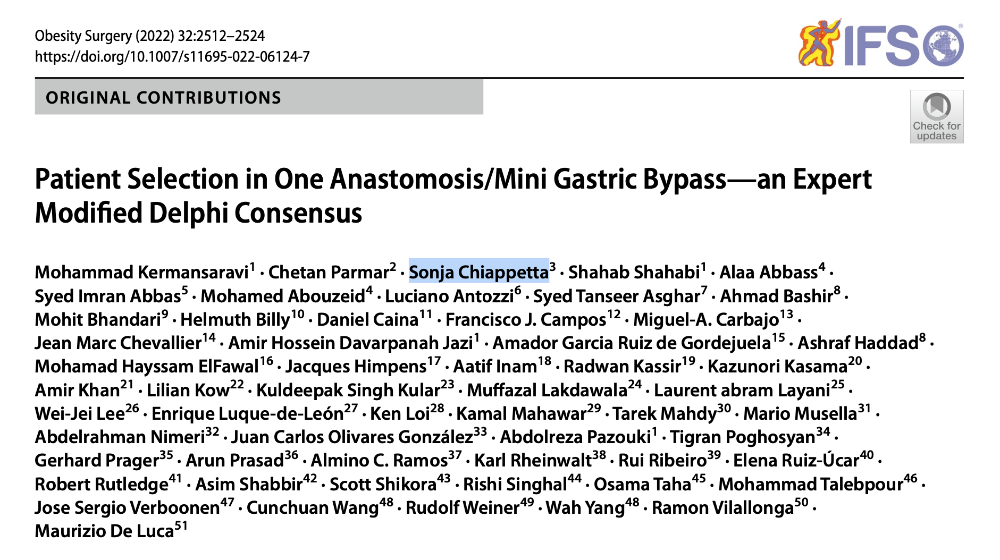 Obesity Surgery (2022) 32:2512–2524
https://doi.org/10.1007/s11695-022-06124-7
IFSO®
ORIGINAL CONTRIBUTIONS
Check for
updates
Patient Selection in One Anastomosis/Mini Gastric Bypass—an Expert
Modified Delphi Consensus
Mohammad Kermansaravi1 · Chetan Parmar2 · Sonja Chiappetta3 · Shahab Shahabi1 · Alaa Abbass4 ·
Syed Imran Abbas5 · Mohamed Abouzeid4 · Luciano Antozzi6 · Syed Tanseer Asghar7 · Ahmad Bashir8 ·
Mohit Bhandari9 · Helmuth Billy10 · Daniel Caina11 · Francisco J. Campos12 · Miguel-A. Carbajo13 ·
Jean Marc Chevallier14 · Amir Hossein Davarpanah Jazi1 · Amador Garcia Ruiz de Gordejuela15 · Ashraf Haddad8 ·
Mohamad Hayssam ElFawal16 · Jacques Himpens17 · Aatif Inam18 · Radwan Kassir19 · Kazunori Kasama20 ·
Amir Khan21 · Lilian Kow22 · Kuldeepak Singh Kular23 · Muffazal Lakdawala24 · Laurent abram Layani25 ·
Wei-Jei Lee26 · Enrique Luque-de-León27 · Ken Loi28 · Kamal Mahawar29 · Tarek Mahdy30 · Mario Musella31 ·
Abdelrahman Nimeri32 · Juan Carlos Olivares González33 · Abdolreza Pazouki1 · Tigran Poghosyan34 ·
Gerhard Prager35 · Arun Prasad36 · Almino C. Ramos37 · Karl Rheinwalt38 · Rui Ribeiro39 · Elena Ruiz-Úcar40 ·
Robert Rutledge41 · Asim Shabbir42 · Scott Shikora43 · Rishi Singhal44 · Osama Taha45 · Mohammad Talebpour46 ·
Jose Sergio Verboonen47 · Cunchuan Wang48 · Rudolf Weiner49 · Wah Yang48 · Ramon Vilallonga50 ·
Maurizio De Luca51